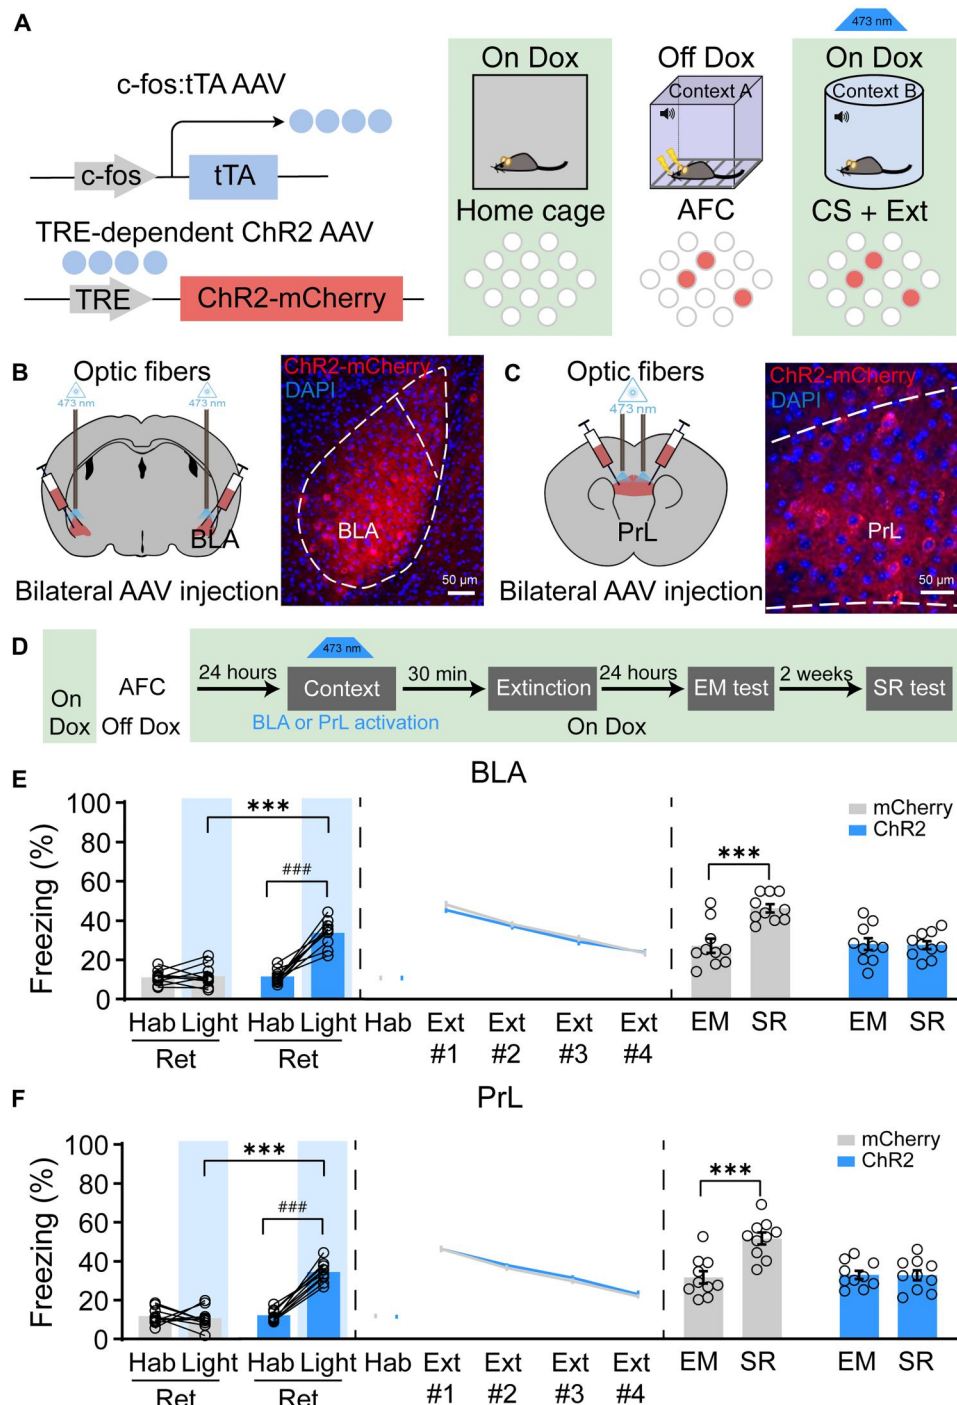 A
473 nm
On Dox
Off Dox
On Dox
c-fos:tTA AAV
Context A
Context B
c-fos
tTA
Home cage
AFC
CS + Ext
TRE-dependent ChR2 AAV
TRE
ChR2-mCherry
B
Optic fibers
473 nm
473 nm
BLA
Bilateral AAV injection
ChR2-mCherry
DAPI
BLA
50 µm
C
Optic fibers
473 nm
PrL
Bilateral AAV injection
ChR2-mCherry
DAPI
PrL
50 µm
D
On
Dox
AFC
Off Dox
24 hours
473 nm
Context
BLA or PrL activation
30 min
Extinction
24 hours
EM test
2 weeks
SR test
On Dox
E
BLA
Freezing (%)
100
80
60
40
20
0
***
###
***
mCherry
ChR2
Hab Light Hab Light Hab Ext Ext Ext Ext EM SR EM SR
Ret Ret #1 #2 #3 #4
F
PrL
Freezing (%)
100
80
60
40
20
0
***
###
***
mCherry
ChR2
Hab Light Hab Light Hab Ext Ext Ext Ext EM SR EM SR
Ret Ret #1 #2 #3 #4